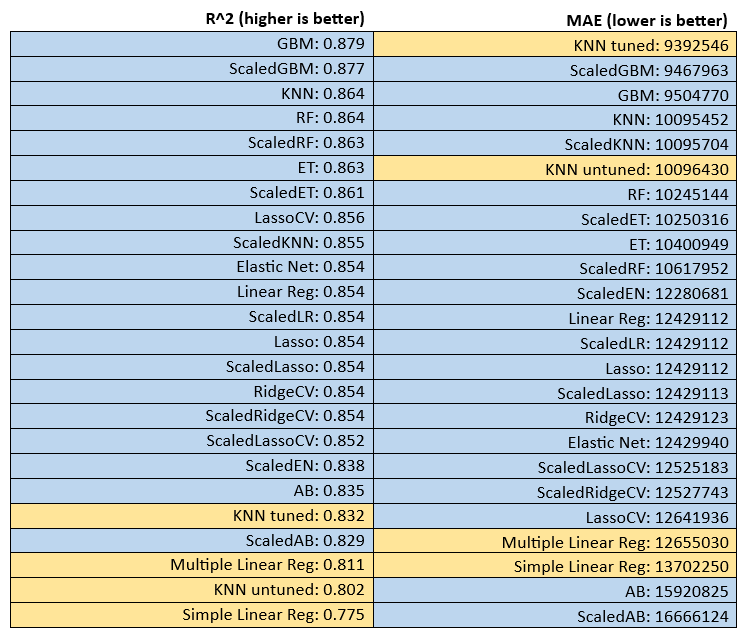 R^2 (higher is better) MAE (lower is better)
GBM: 0.879 KNN tuned: 9392546
ScaledGBM: 0.877 ScaledGBM: 9467963
KNN: 0.864 GBM: 9504770
RF: 0.864 KNN: 10095452
ScaledRF: 0.863 ScaledKNN: 10095704
ET: 0.863 KNN untuned: 10096430
ScaledET: 0.861 RF: 10245144
LassoCV: 0.856 ScaledET: 10250316
ScaledKNN: 0.855 ET: 10400949
Elastic Net: 0.854 ScaledRF: 10617952
Linear Reg: 0.854 ScaledEN: 12280681
ScaledLR: 0.854 Linear Reg: 12429112
Lasso: 0.854 ScaledLR: 12429112
ScaledLasso: 0.854 Lasso: 12429112
RidgeCV: 0.854 ScaledLasso: 12429113
ScaledRidgeCV: 0.854 RidgeCV: 12429123
ScaledLassoCV: 0.852 Elastic Net: 12429940
ScaledEN: 0.838 ScaledLassoCV: 12525183
AB: 0.835 ScaledRidgeCV: 12527743
KNN tuned: 0.832 LassoCV: 12641936
ScaledAB: 0.829 Multiple Linear Reg: 12655030
Multiple Linear Reg: 0.811 Simple Linear Reg: 13702250
KNN untuned: 0.802 AB: 15920825
Simple Linear Reg: 0.775 ScaledAB: 16666124